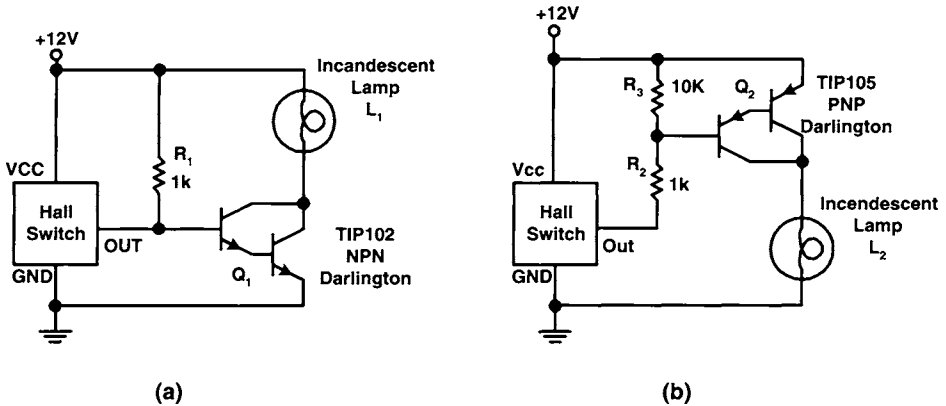 +12V
Incandescent
Lamp
L1
R1
1k
VCC
Hall
Switch
OUT
GND
Q1
TIP102
NPN
Darlington
(a)
+12V
R3
10K
Q2
TIP105
PNP
Darlington
R2
1k
Vcc
Hall
Switch
Out
GND
Incendescent
Lamp
L2
(b)